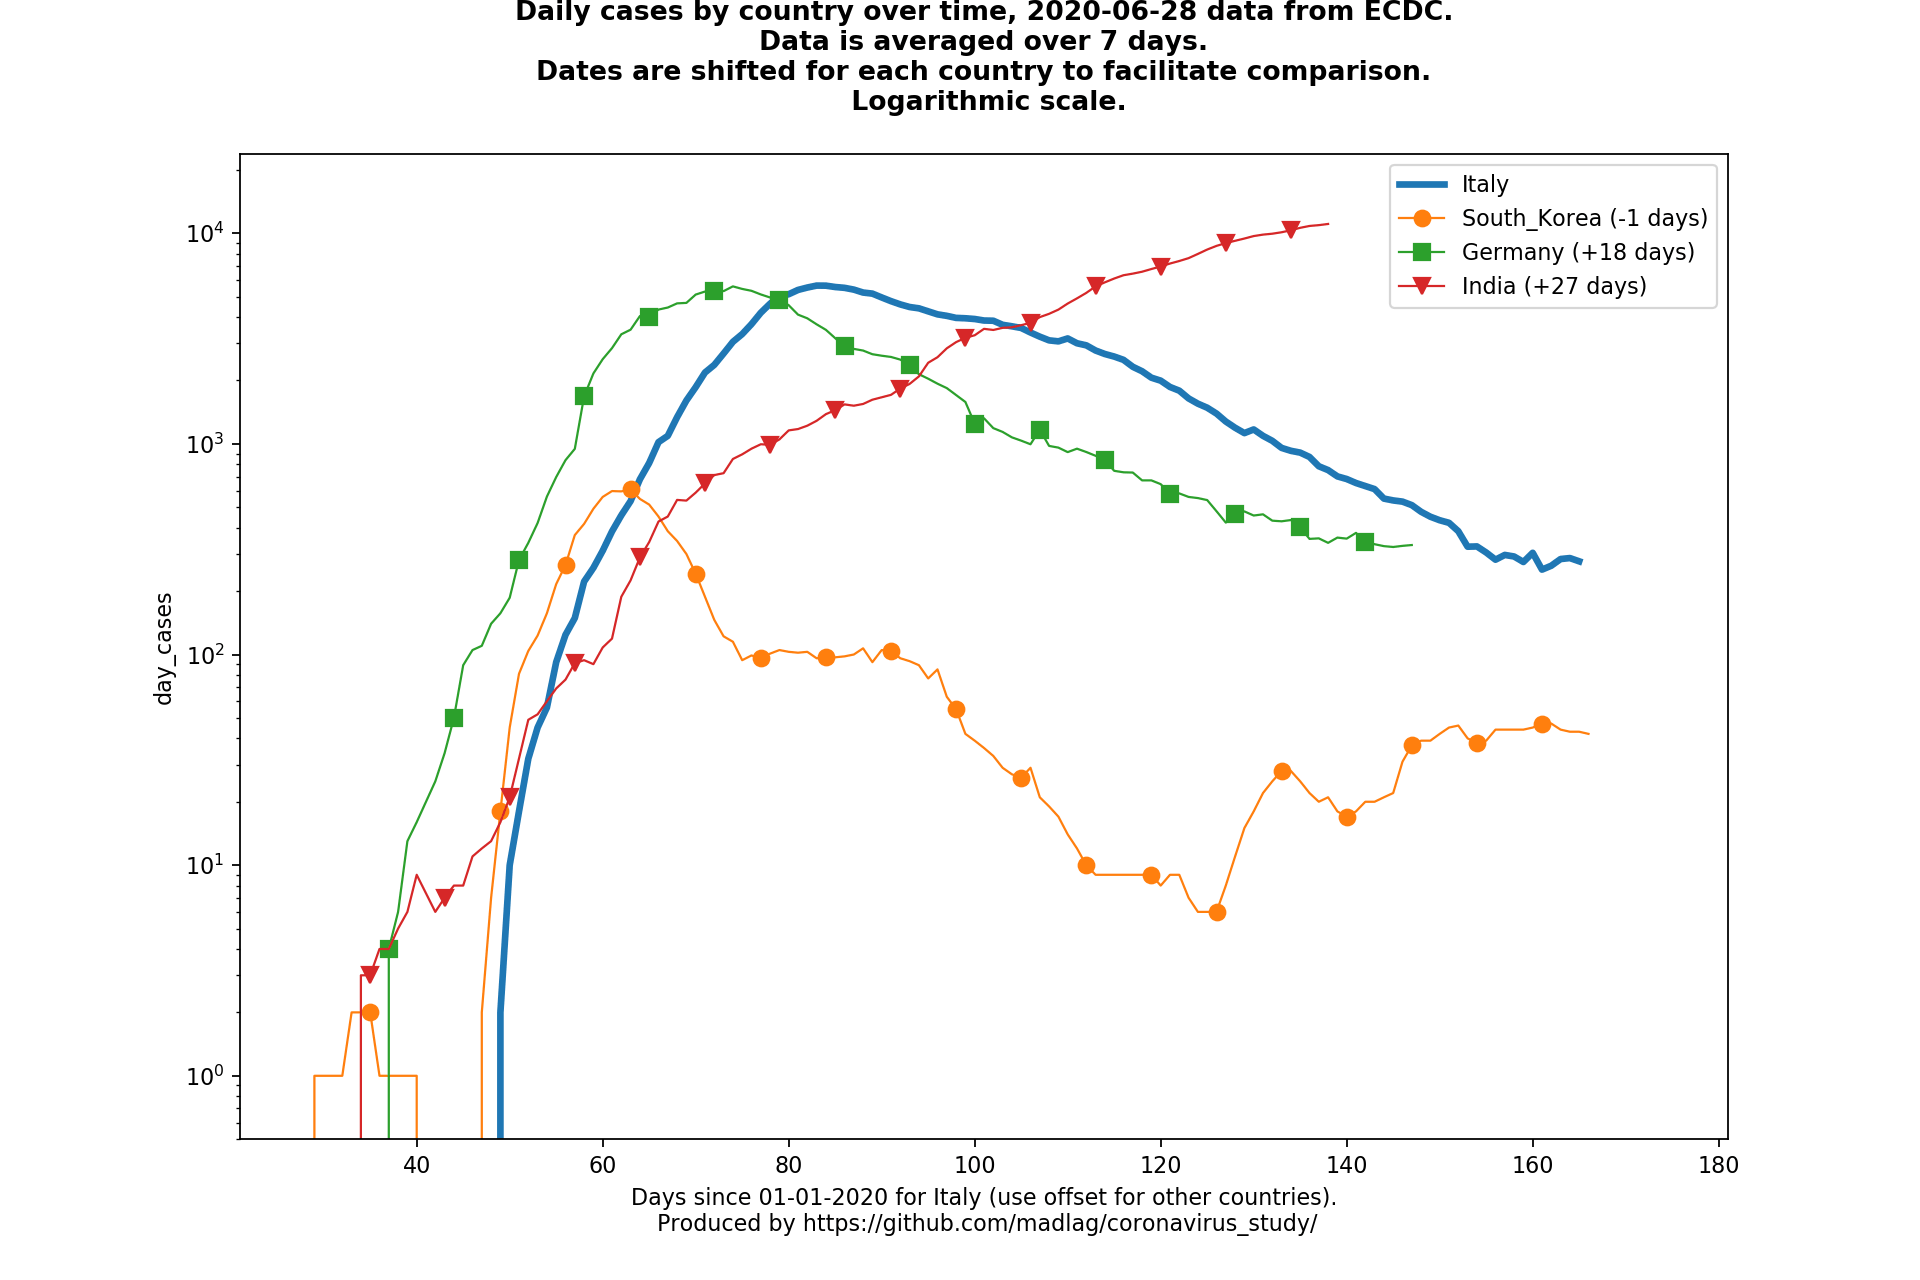 Daily cases by country over time, 2020-06-28 data from ECDC.
Data is averaged over 7 days.
Dates are shifted for each country to facilitate comparison.
Logarithmic scale.
Italy
South_Korea (-1 days)
Germany (+18 days)
India (+27 days)
10⁴
10³
10²
10¹
10⁰
day_cases
40 60 80 100 120 140 160 180
Days since 01-01-2020 for Italy (use offset for other countries).
Produced by https://github.com/madlag/coronavirus_study/